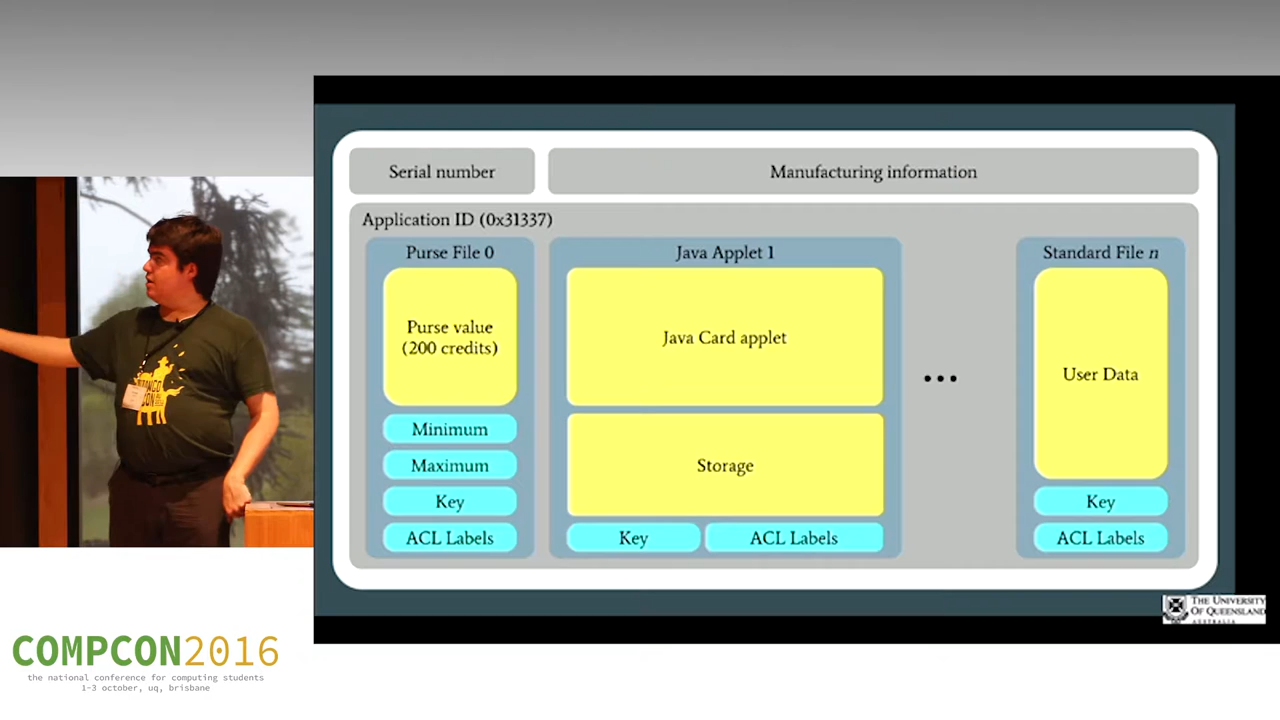 Serial number
Manufacturing information
Application ID (0x31337)
Purse File 0
Java Applet 1
Standard File n
Purse value
(200 credits)
Java Card applet
User Data
...
Minimum
Maximum
Storage
Key
Key
ACL Labels
Key
ACL Labels
ACL Labels
CON
THE UNIVERSITY
OF QUEENSLAND
AUSTRALIA
COMPCON2016
the national conference for computing students
1-3 october, uq, brisbane